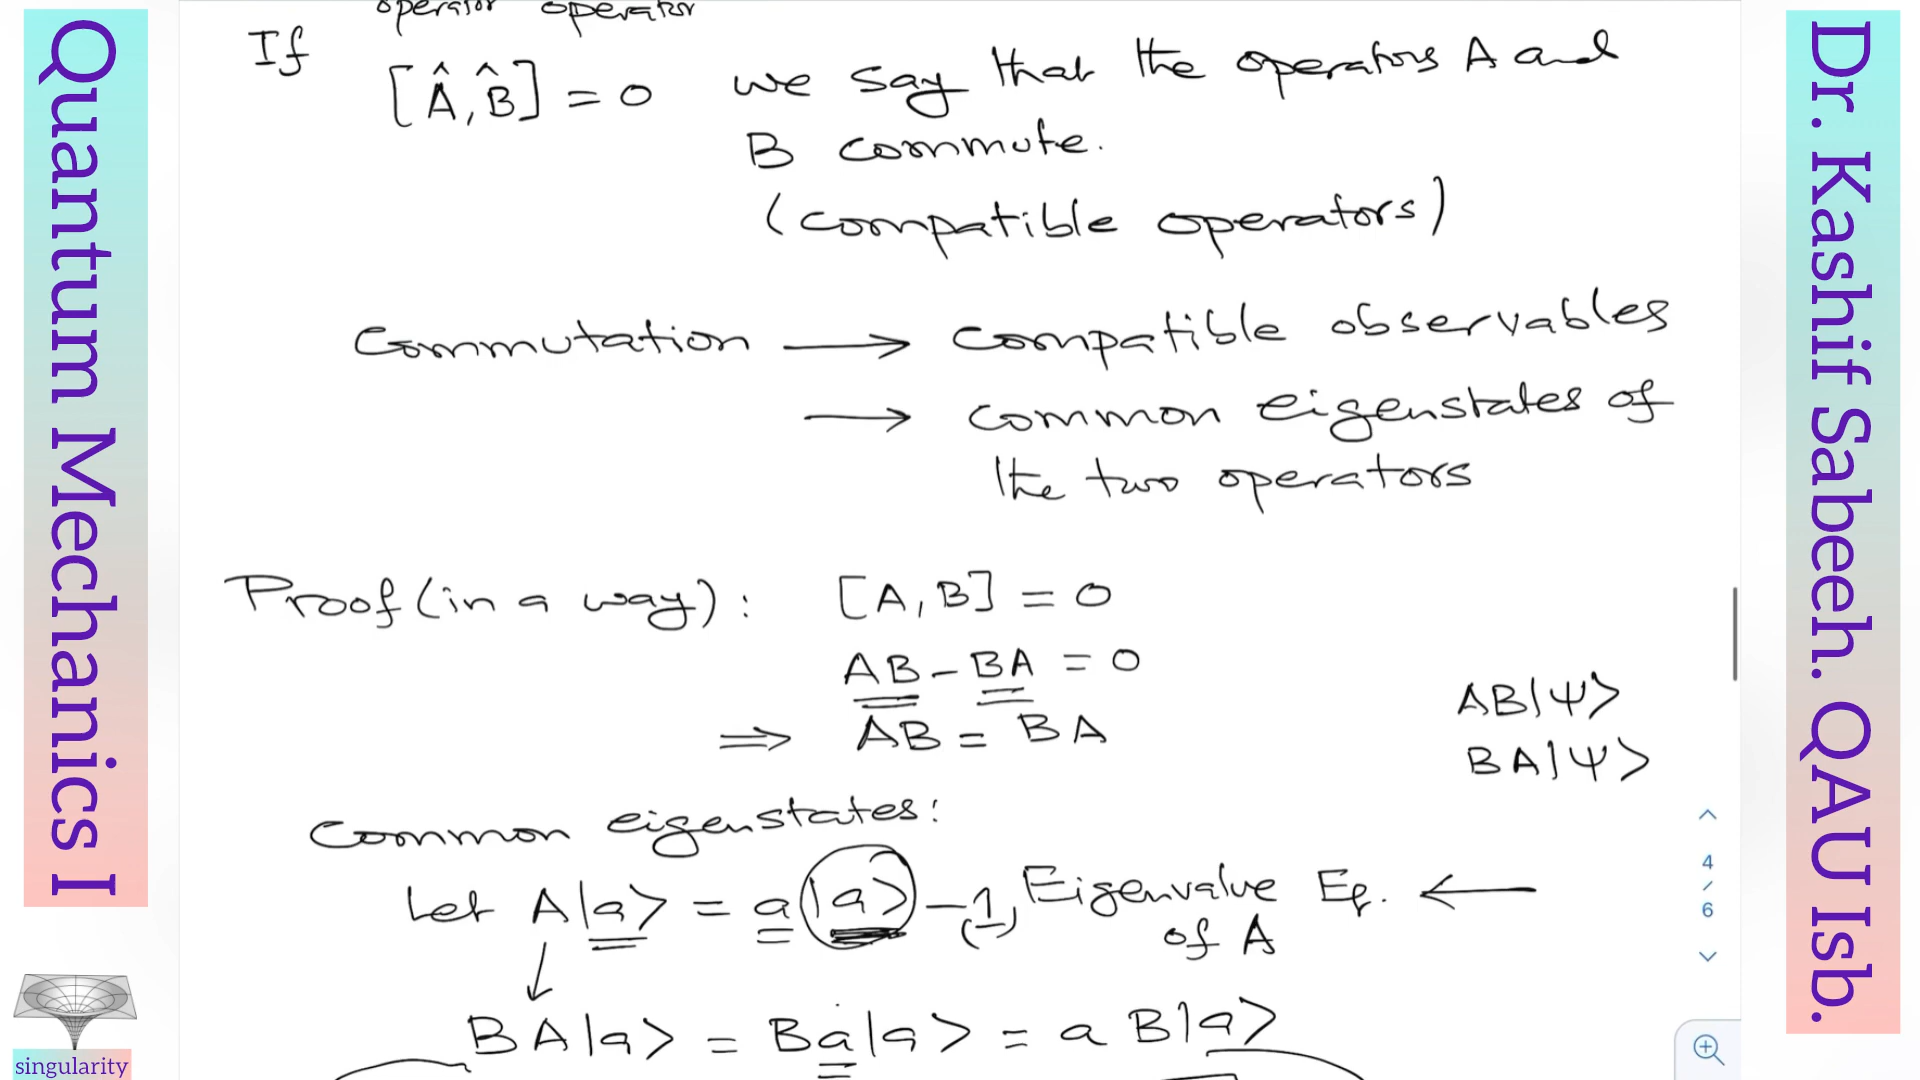 Quantum Mechanics I
operator operator
If [Â, B̂] = 0 we say that the operators A and
B commute.
(compatible operators)
Commutation → compatible observables
→ common eigenstates of
the two operators
Proof (in a way) : [A, B] = 0
AB - BA = 0
⇒ AB = BA
AB|ψ>
BA|ψ>
Common eigenstates:
Let A|a> = a|a> - (1) Eigenvalue Eq. ←
of A
BA|a> = Ba|a> = a B|a>
4
/
6
singularity
Dr. Kashif Sabeeh. QAU Isb.